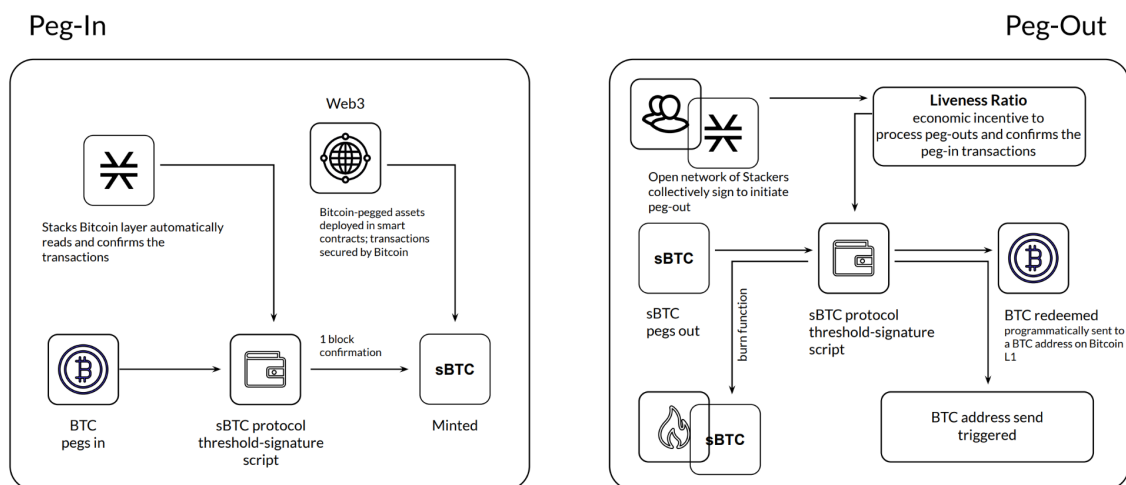 Peg-In
Web3
Stacks Bitcoin layer automatically
reads and confirms the
transactions
Bitcoin-pegged assets
deployed in smart
contracts; transactions
secured by Bitcoin
1 block
confirmation
sBTC
BTC
pegs in
sBTC protocol
threshold-signature
script
Minted
Peg-Out
Liveness Ratio
economic incentive to
process peg-outs and confirms the
peg-in transactions
Open network of Stackers
collectively sign to initiate
peg-out
sBTC
sBTC
pegs out
burn function
sBTC protocol
threshold-signature
script
BTC redeemed
programmatically sent to
a BTC address on Bitcoin
L1
sBTC
BTC address send
triggered